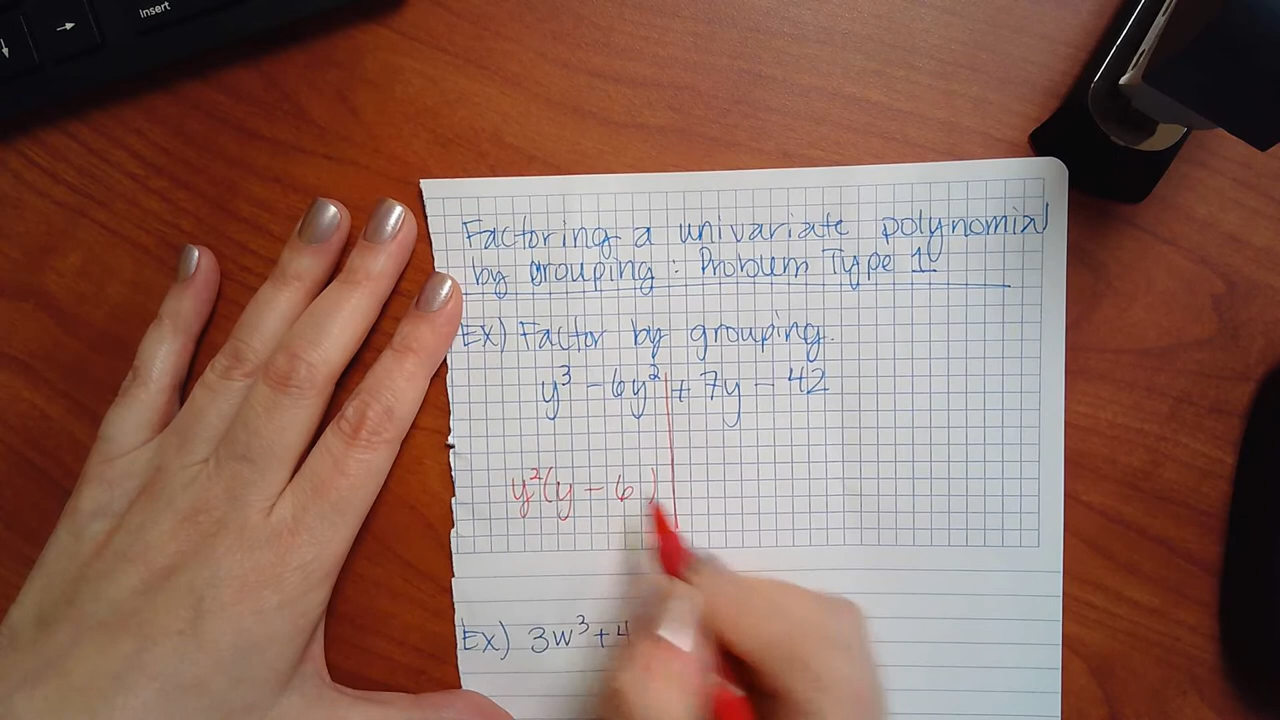 Insert
Factoring a univariate polynomial
by grouping: Problem Type 1
Ex) Factor by grouping.
y³ - 6y² + 7y - 42
y²(y - 6)
Ex) 3w³ + 4